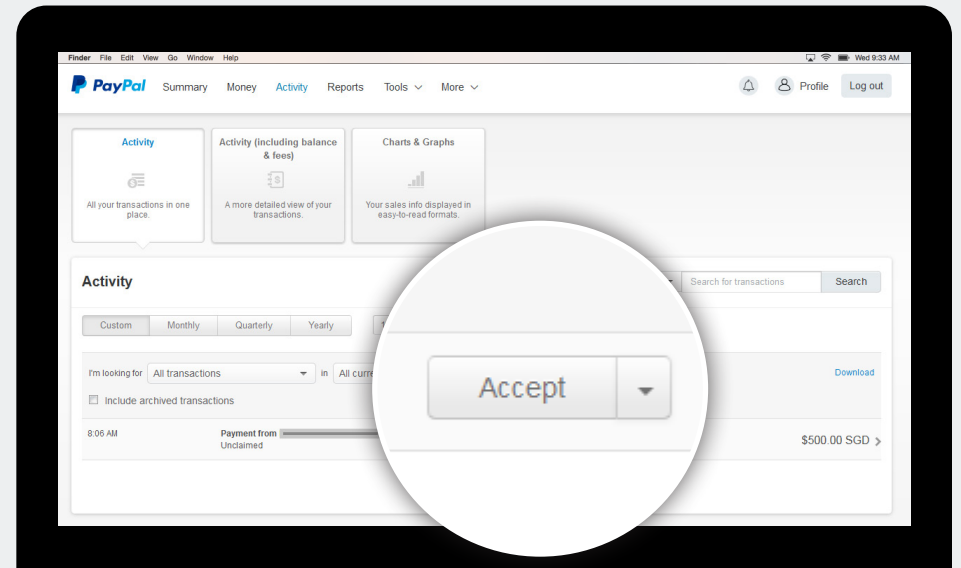 Finder File Edit View Go Window Help
Wed 9:33 AM
PayPal Summary Money Activity Reports Tools More
Profile Log out
Activity
All your transactions in one
place.
Activity (including balance
& fees)
A more detailed view of your
transactions.
Charts & Graphs
Your sales info displayed in
easy-to-read formats.
Activity
Search for transactions Search
Custom Monthly Quarterly Yearly
I'm looking for All transactions in All
Download
Include archived transactions
Accept
8:06 AM
Payment from
Unclaimed
$500.00 SGD